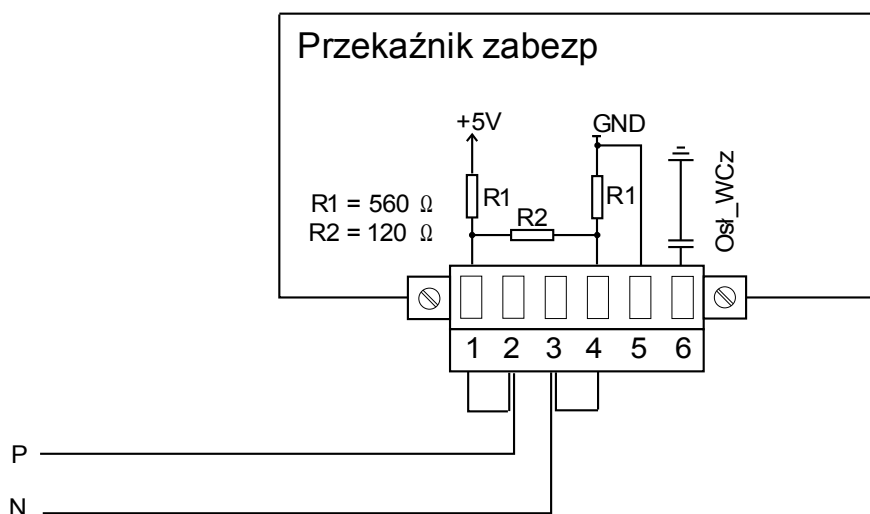 Przekaźnik zabezp
+5V
GND
R1 = 560 Ω
R2 = 120 Ω
R1
R2
R1
Osł_WCz
1 2 3 4 5 6
P
N